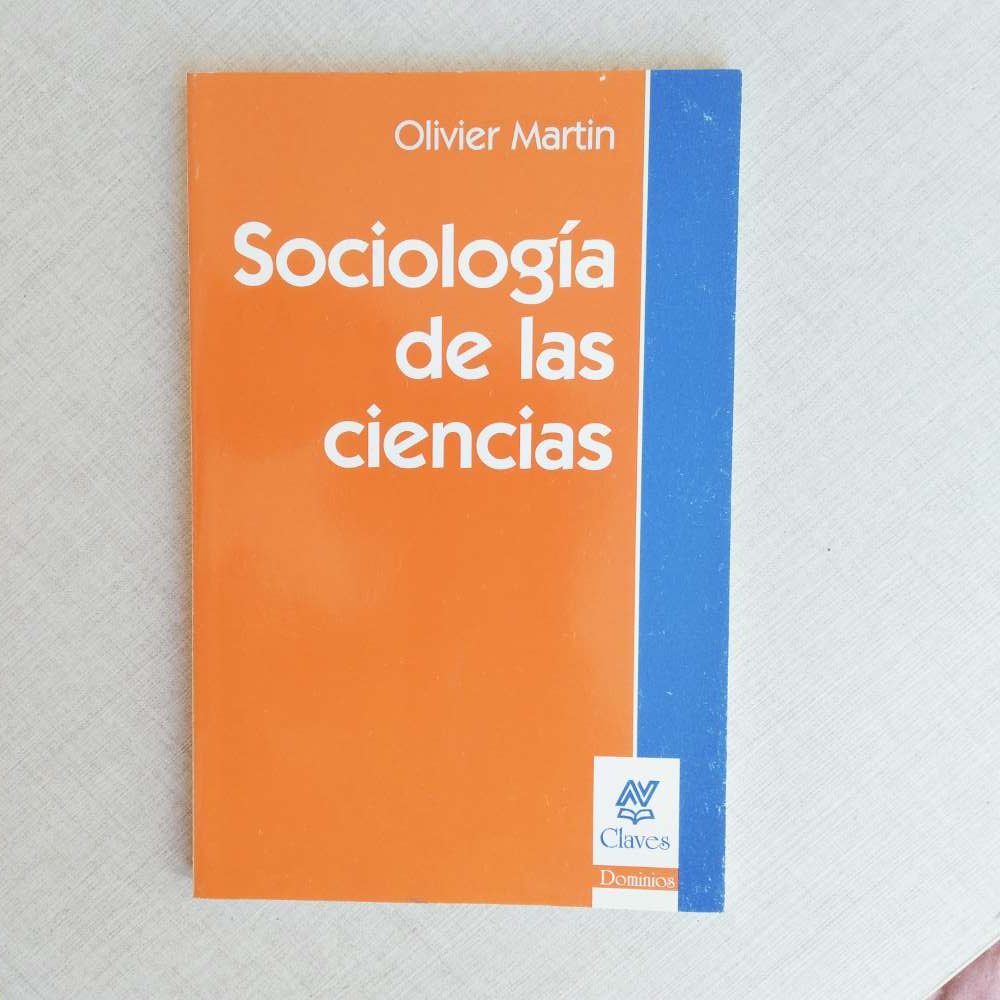 Olivier Martin
Sociología
de las
ciencias
Claves
Dominios